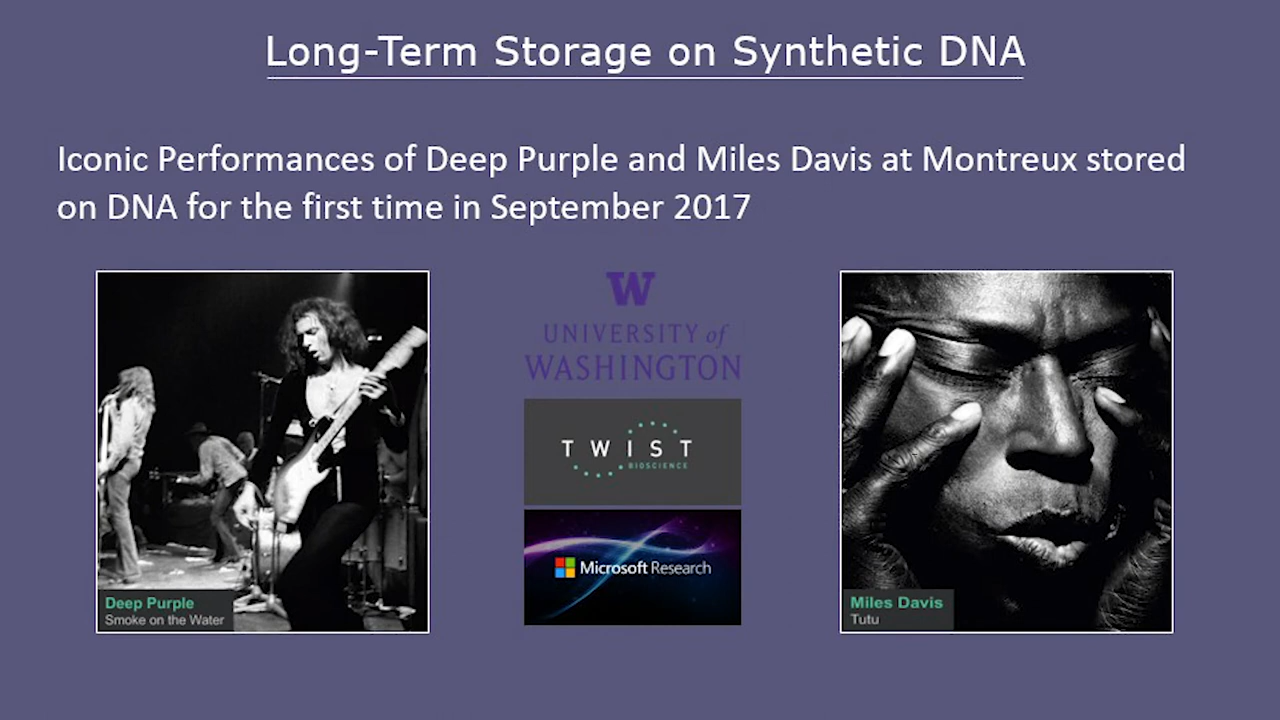 Long-Term Storage on Synthetic DNA
Iconic Performances of Deep Purple and Miles Davis at Montreux stored
on DNA for the first time in September 2017
W
UNIVERSITY of
WASHINGTON
TWIST
BIOSCIENCE
Microsoft Research
Deep Purple
Smoke on the Water
Miles Davis
Tutu